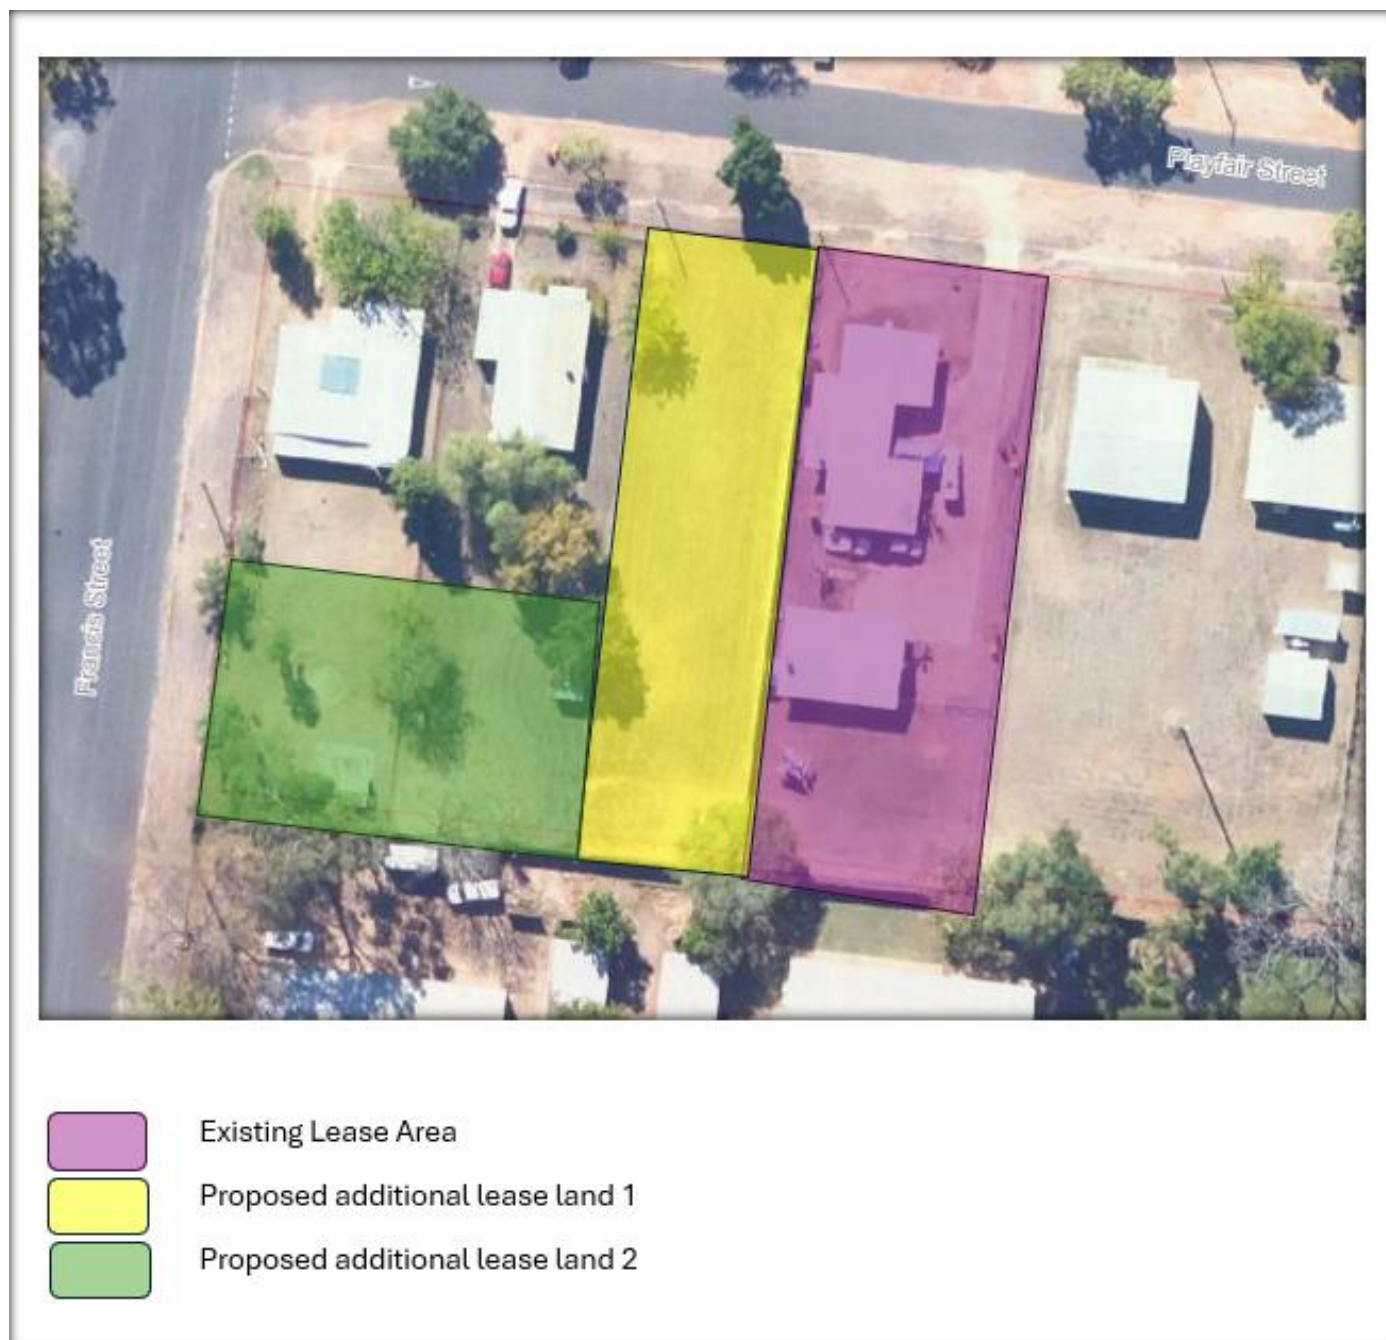 Playfair Street
Francis Street
Existing Lease Area
Proposed additional lease land 1
Proposed additional lease land 2